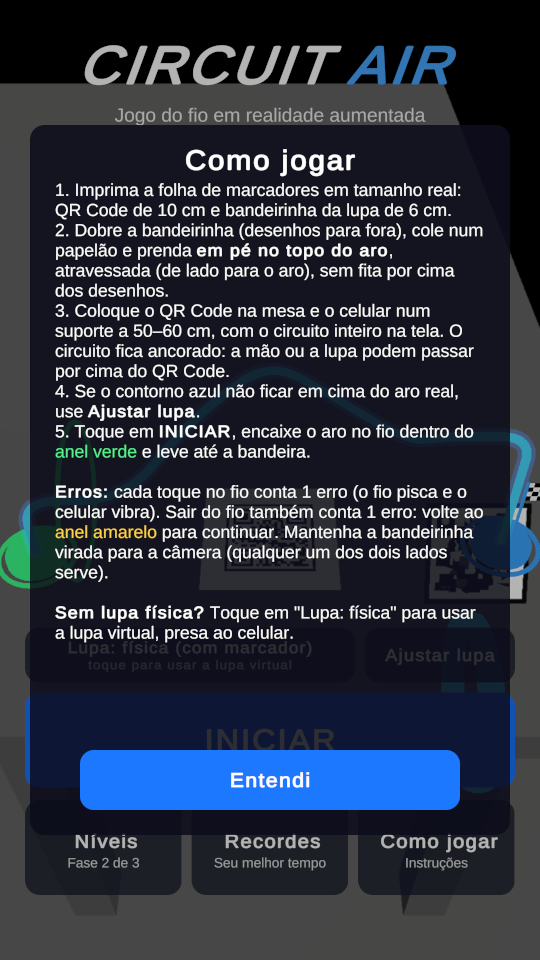 CIRCUIT AIR
Jogo do fio em realidade aumentada
Como jogar
1. Imprima a folha de marcadores em tamanho real:
QR Code de 10 cm e bandeirinha da lupa de 6 cm.
2. Dobre a bandeirinha (desenhos para fora), cole num
papelão e prenda em pé no topo do aro,
atravessada (de lado para o aro), sem fita por cima
dos desenhos.
3. Coloque o QR Code na mesa e o celular num
suporte a 50–60 cm, com o circuito inteiro na tela. O
circuito fica ancorado: a mão ou a lupa podem passar
por cima do QR Code.
4. Se o contorno azul não ficar em cima do aro real,
use Ajustar lupa.
5. Toque em INICIAR, encaixe o aro no fio dentro do
anel verde e leve até a bandeira.
Erros: cada toque no fio conta 1 erro (o fio pisca e o
celular vibra). Sair do fio também conta 1 erro: volte ao
anel amarelo para continuar. Mantenha a bandeirinha
virada para a câmera (qualquer um dos dois lados
serve).
Sem lupa física? Toque em "Lupa: física" para usar
a lupa virtual, presa ao celular.
Lupa: física (com marcador)
toque para usar a lupa virtual
Ajustar lupa
INICIAR
Entendi
Níveis
Fase 2 de 3
Recordes
Seu melhor tempo
Como jogar
Instruções